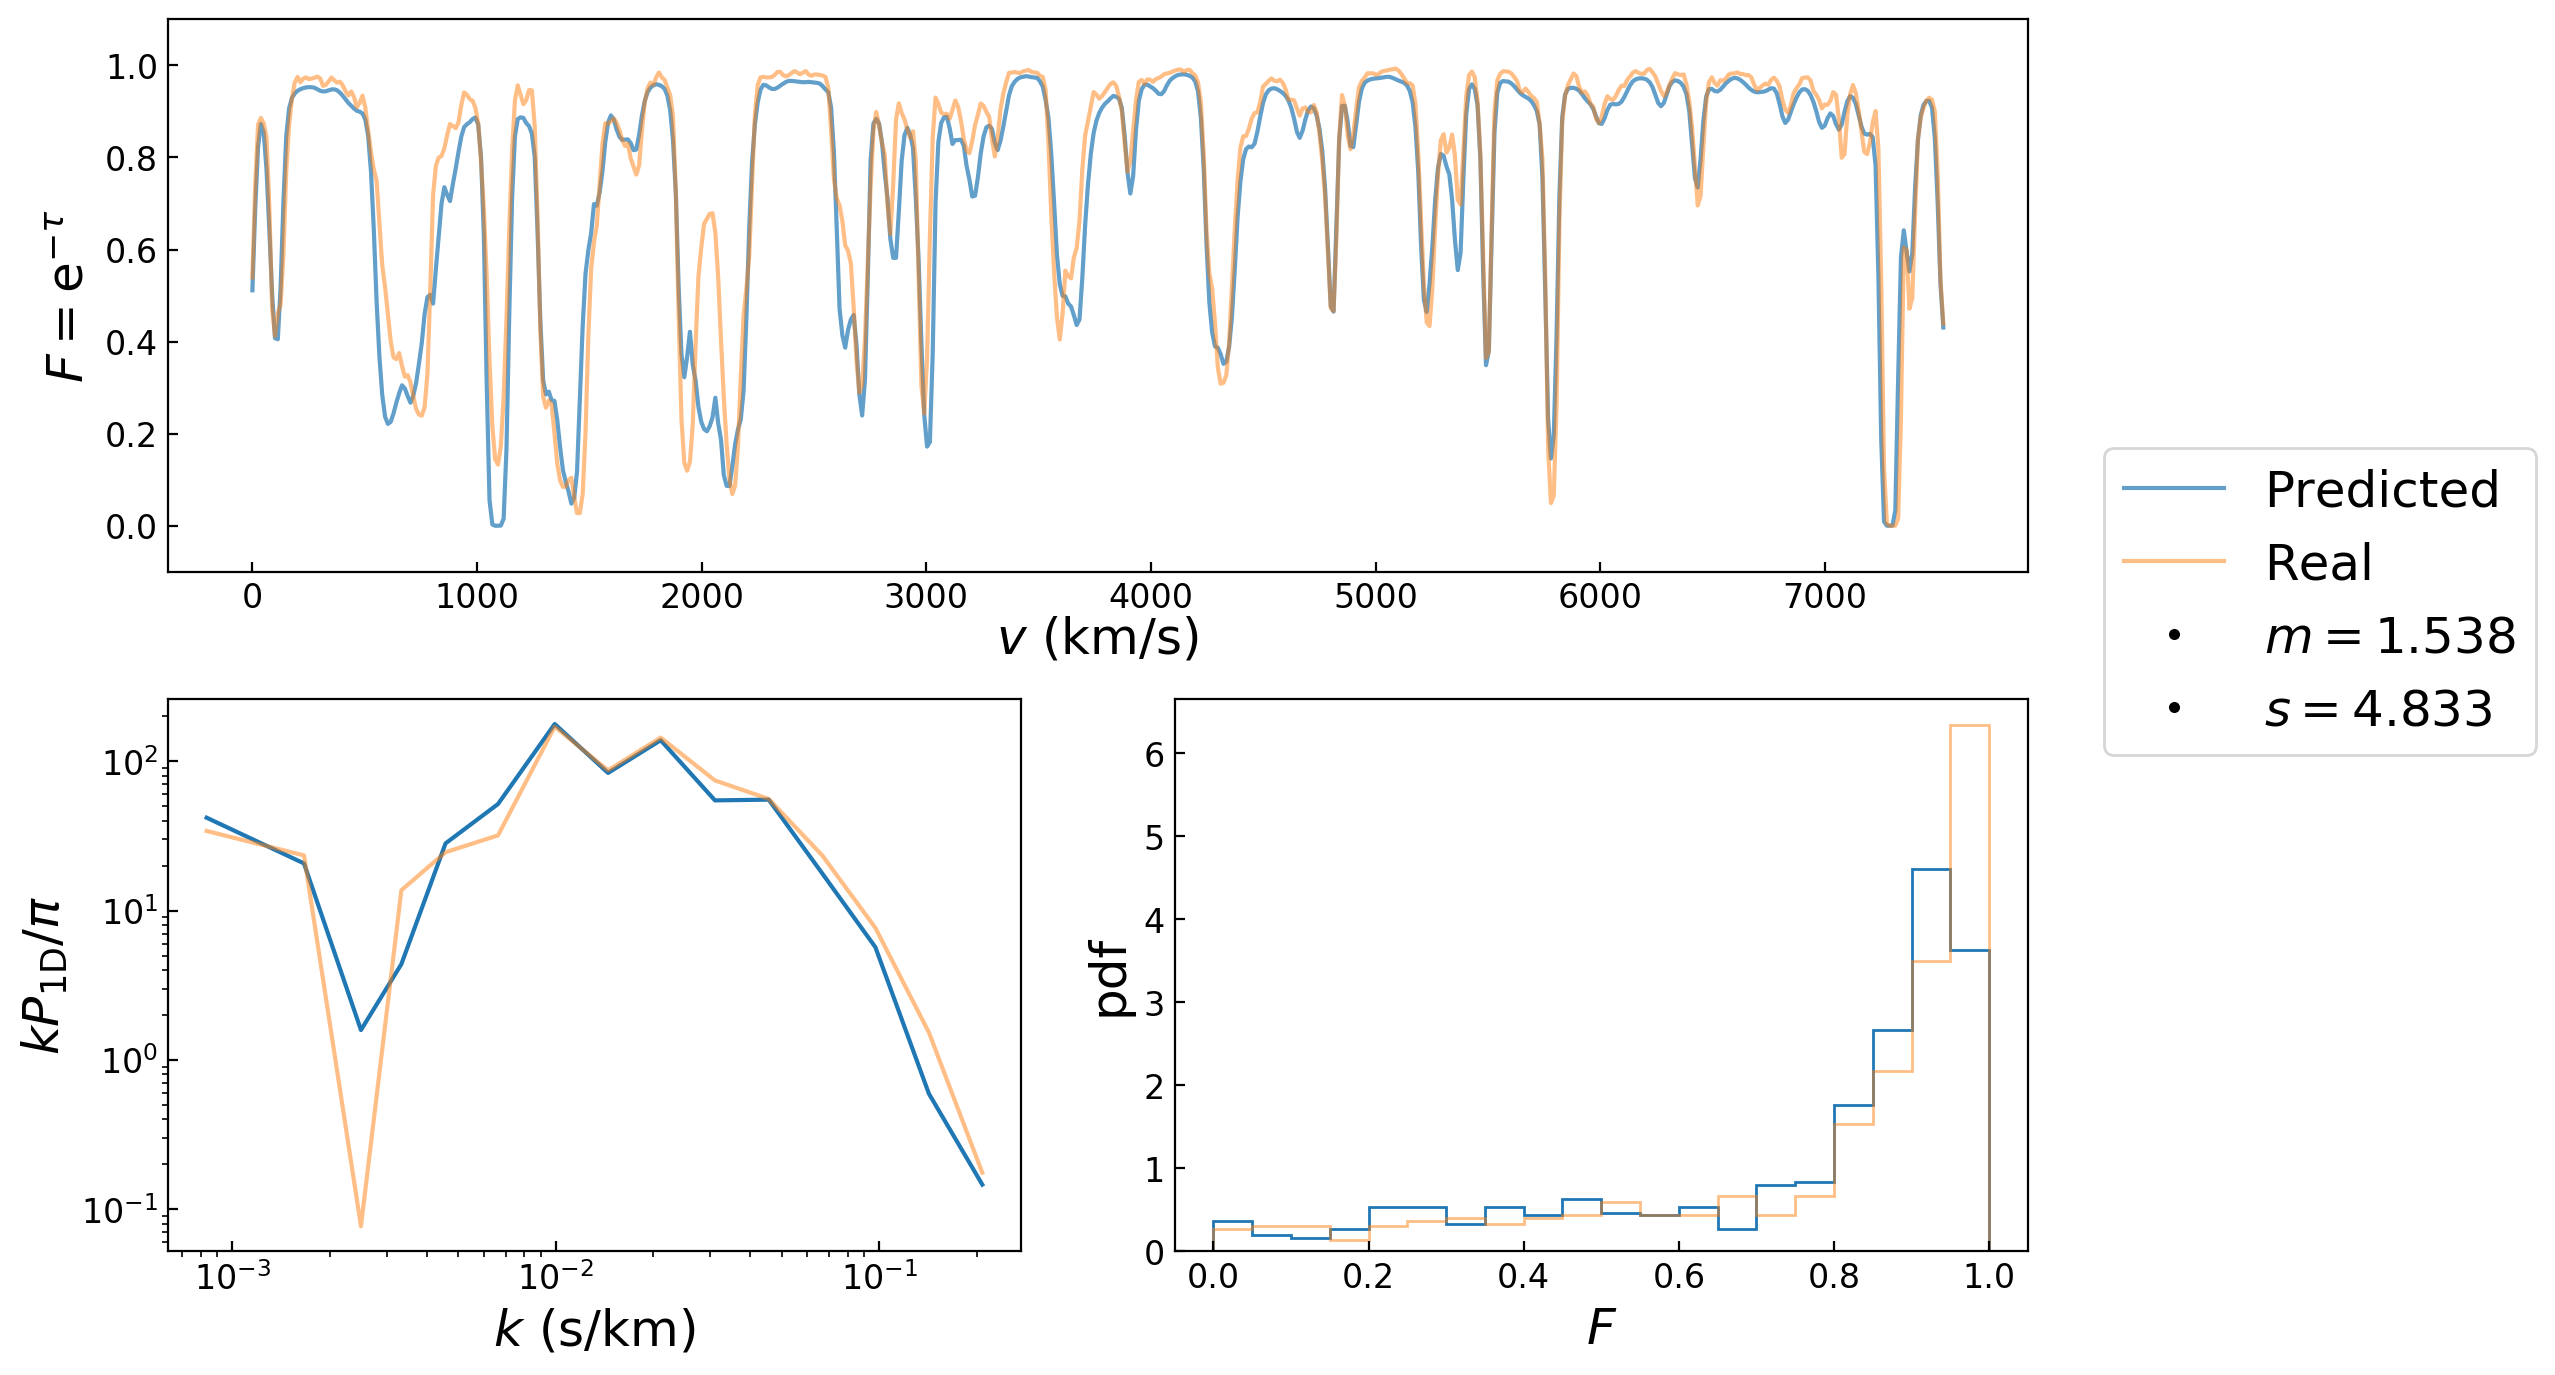 1.0
0.8
0.6
0.4
0.2
0.0
F = e^{-τ}
0 1000 2000 3000 4000 5000 6000 7000
v (km/s)
Predicted
Real
m = 1.538
s = 4.833
10^2
10^1
10^0
10^{-1}
kP_{1D}/π
10^{-3} 10^{-2} 10^{-1}
k (s/km)
6
5
4
3
2
1
0
pdf
0.0 0.2 0.4 0.6 0.8 1.0
F